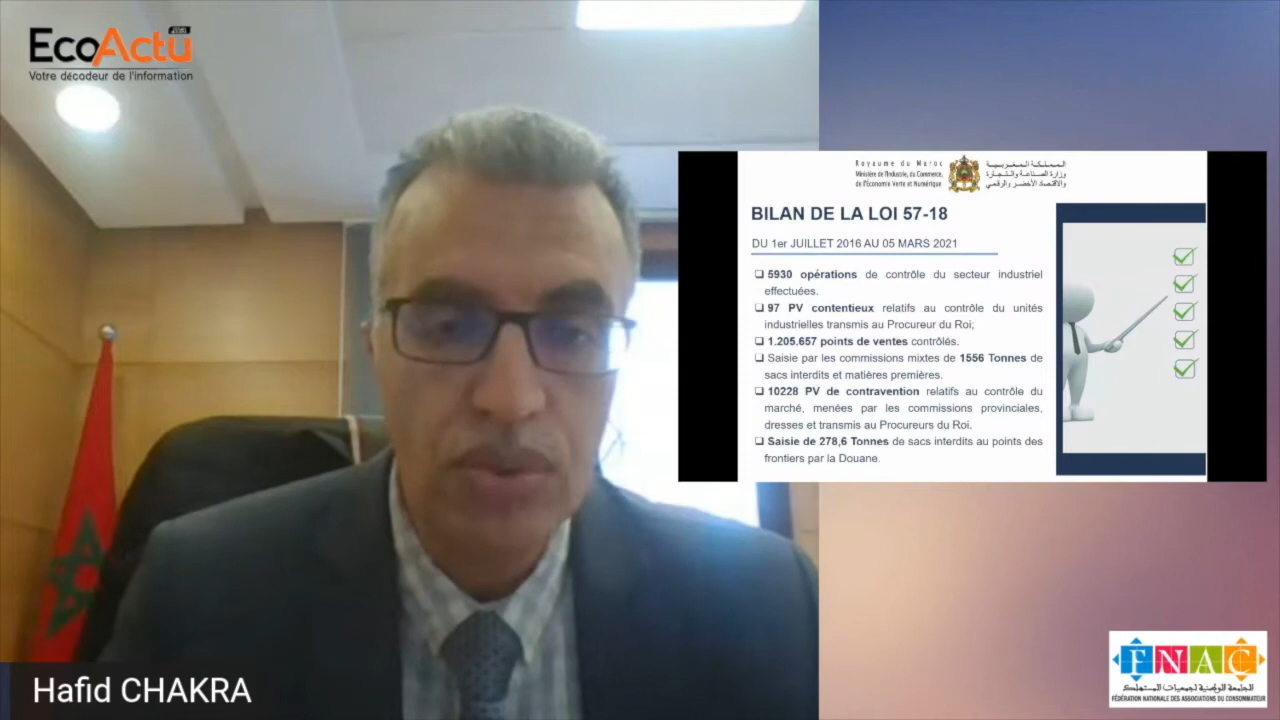 EcoActu
Votre décodeur de l'information
Royaume du Maroc
Ministère de l'Industrie, du Commerce,
de l'Économie Verte et Numérique
المملكة المغربية
وزارة الصناعة والتجارة
والاقتصاد الأخضر والرقمي
BILAN DE LA LOI 57-18
DU 1er JUILLET 2016 AU 05 MARS 2021
5930 opérations de contrôle du secteur industriel
effectuées.
97 PV contentieux relatifs au contrôle du unités
industrielles transmis au Procureur du Roi;
1.205.657 points de ventes contrôlés.
Saisie par les commissions mixtes de 1556 Tonnes de
sacs interdits et matières premières.
10228 PV de contravention relatifs au contrôle du
marché, menées par les commissions provinciales,
dresses et transmis au Procureurs du Roi.
Saisie de 278,6 Tonnes de sacs interdits au points des
frontiers par la Douane.
Hafid CHAKRA
FNAC
الجامعة الوطنية لجمعيات المستهلك
FÉDÉRATION NATIONALE DES ASSOCIATIONS DU CONSOMMATEUR